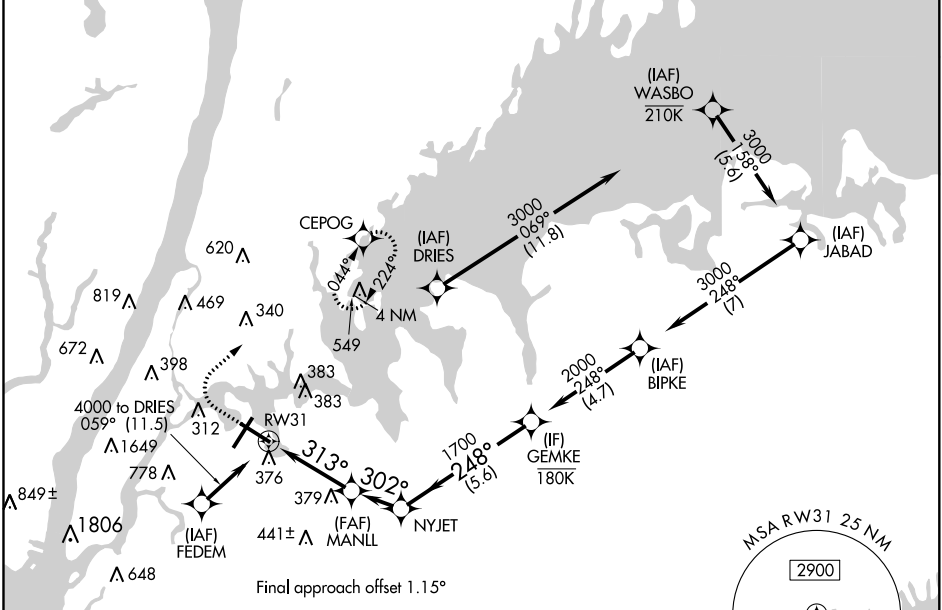 (IAF)
WASBO
210K
3000
158°
(5.6)
CEPOG
(IAF)
DRIES
3000
069°
(11.8)
(IAF)
JABAD
620
044°
224°
4 NM
549
3000
248°
(7)
819
469
340
672
398
383
383
(IAF)
BIPKE
2000
248°
(4.7)
4000 to DRIES
059° (11.5)
312
RW31
1649
778
376
313°
302°
1700
248°
(5.6)
(IF)
GEMKE
180K
849±
379
(FAF)
MANLL
NYJET
1806
(IAF)
FEDEM
441±
648
Final approach offset 1.15°
MSA RW31 25 NM
2900